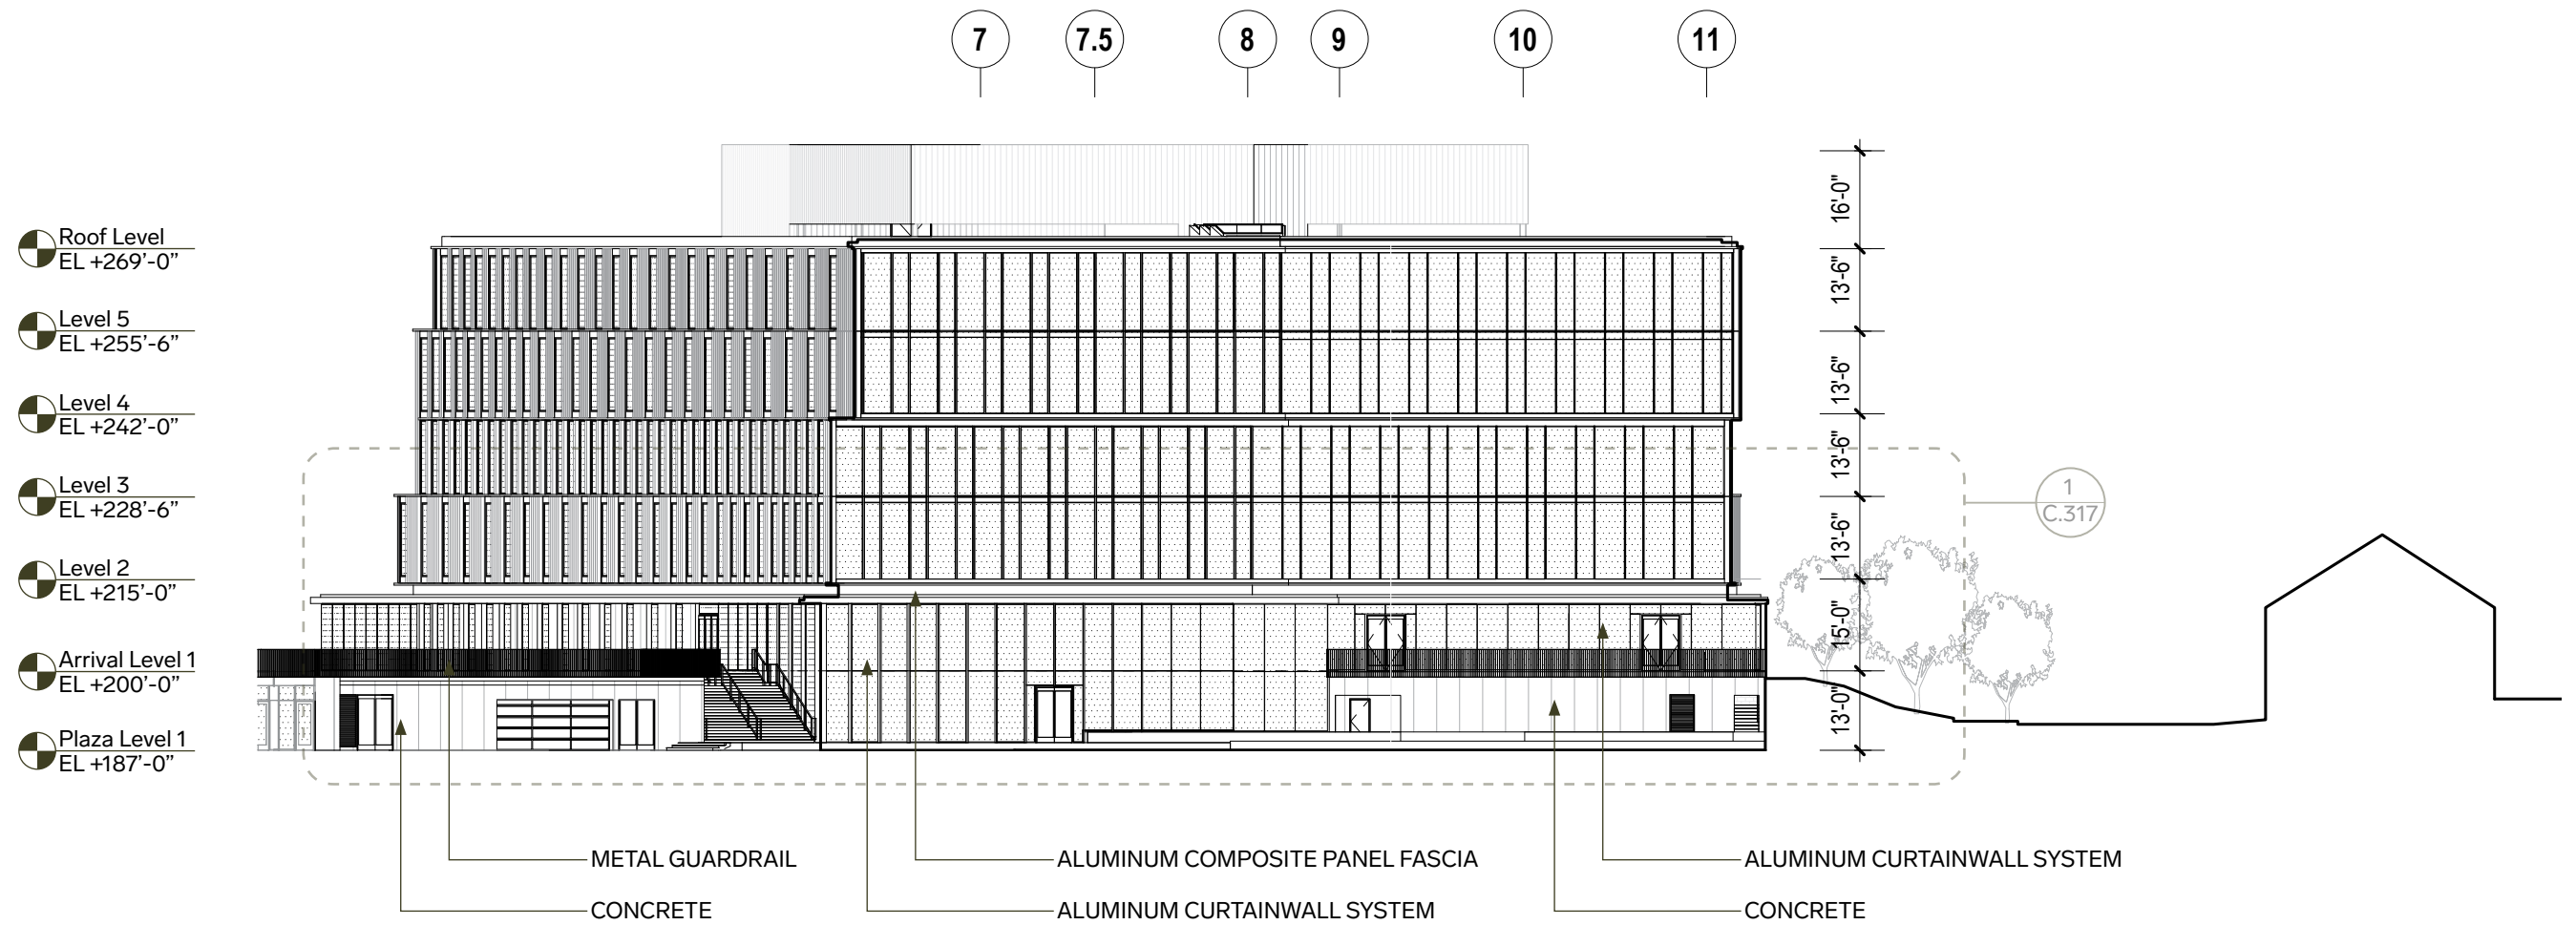 7
7.5
8
9
10
11
Roof Level
EL +269’-0”
Level 5
EL +255’-6”
Level 4
EL +242’-0”
Level 3
EL +228’-6”
Level 2
EL +215’-0”
Arrival Level 1
EL +200’-0”
Plaza Level 1
EL +187’-0”
16'-0"
13'-6"
13'-6"
13'-6"
13'-6"
15'-0"
13'-0"
1
C.317
METAL GUARDRAIL
CONCRETE
ALUMINUM COMPOSITE PANEL FASCIA
ALUMINUM CURTAINWALL SYSTEM
ALUMINUM CURTAINWALL SYSTEM
CONCRETE